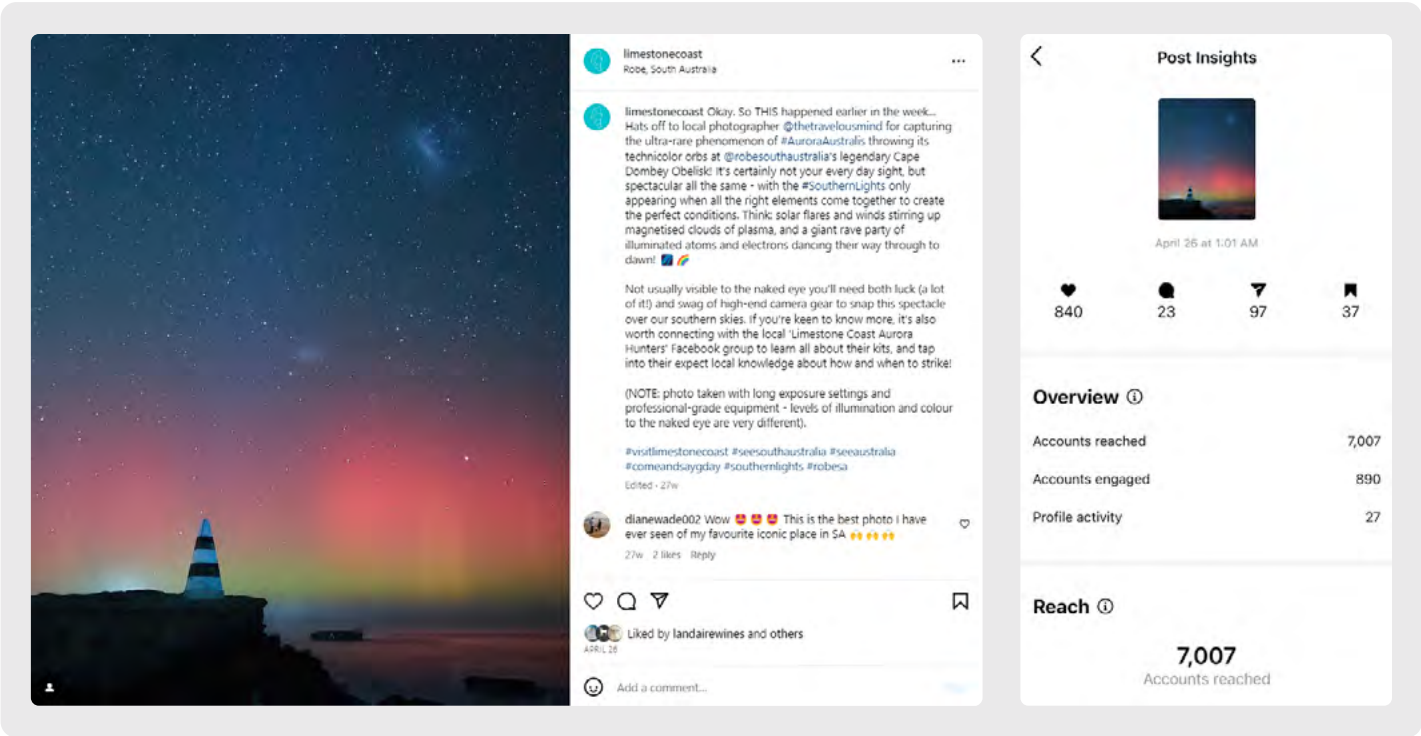 limestonecoast
Robe, South Australia
limestonecoast Okay. So THIS happened earlier in the week...
Hats off to local photographer @thetravelousmind for capturing
the ultra-rare phenomenon of #AuroraAustralis throwing its
technicolor orbs at @robesouthaustralia's legendary Cape
Dombey Obelisk! It's certainly not your every day sight, but
spectacular all the same - with the #SouthernLights only
appearing when all the right elements come together to create
the perfect conditions. Think: solar flares and winds stirring up
magnetised clouds of plasma, and a giant rave party of
illuminated atoms and electrons dancing their way through to
dawn! 🌌 🌈
Not usually visible to the naked eye you'll need both luck (a lot
of it!) and swag of high-end camera gear to snap this spectacle
over our southern skies. If you're keen to know more, it's also
worth connecting with the local 'Limestone Coast Aurora
Hunters' Facebook group to learn all about their kits, and tap
into their expect local knowledge about how and when to strike!
(NOTE: photo taken with long exposure settings and
professional-grade equipment - levels of illumination and colour
to the naked eye are very different).
#visitlimestonecoast #seesouthaustralia #seeaustralia
#comeandsaygday #southernlights #robesa
Edited · 27w
dianewade002 Wow 🤩 🤩 🤩 This is the best photo I have
ever seen of my favourite iconic place in SA 🙌 🙌 🙌
27w 2 likes Reply
Liked by landairewines and others
APRIL 26
Add a comment...
Post Insights
April 26 at 1:01 AM
840 23 97 37
Overview
Accounts reached 7,007
Accounts engaged 890
Profile activity 27
Reach
7,007
Accounts reached